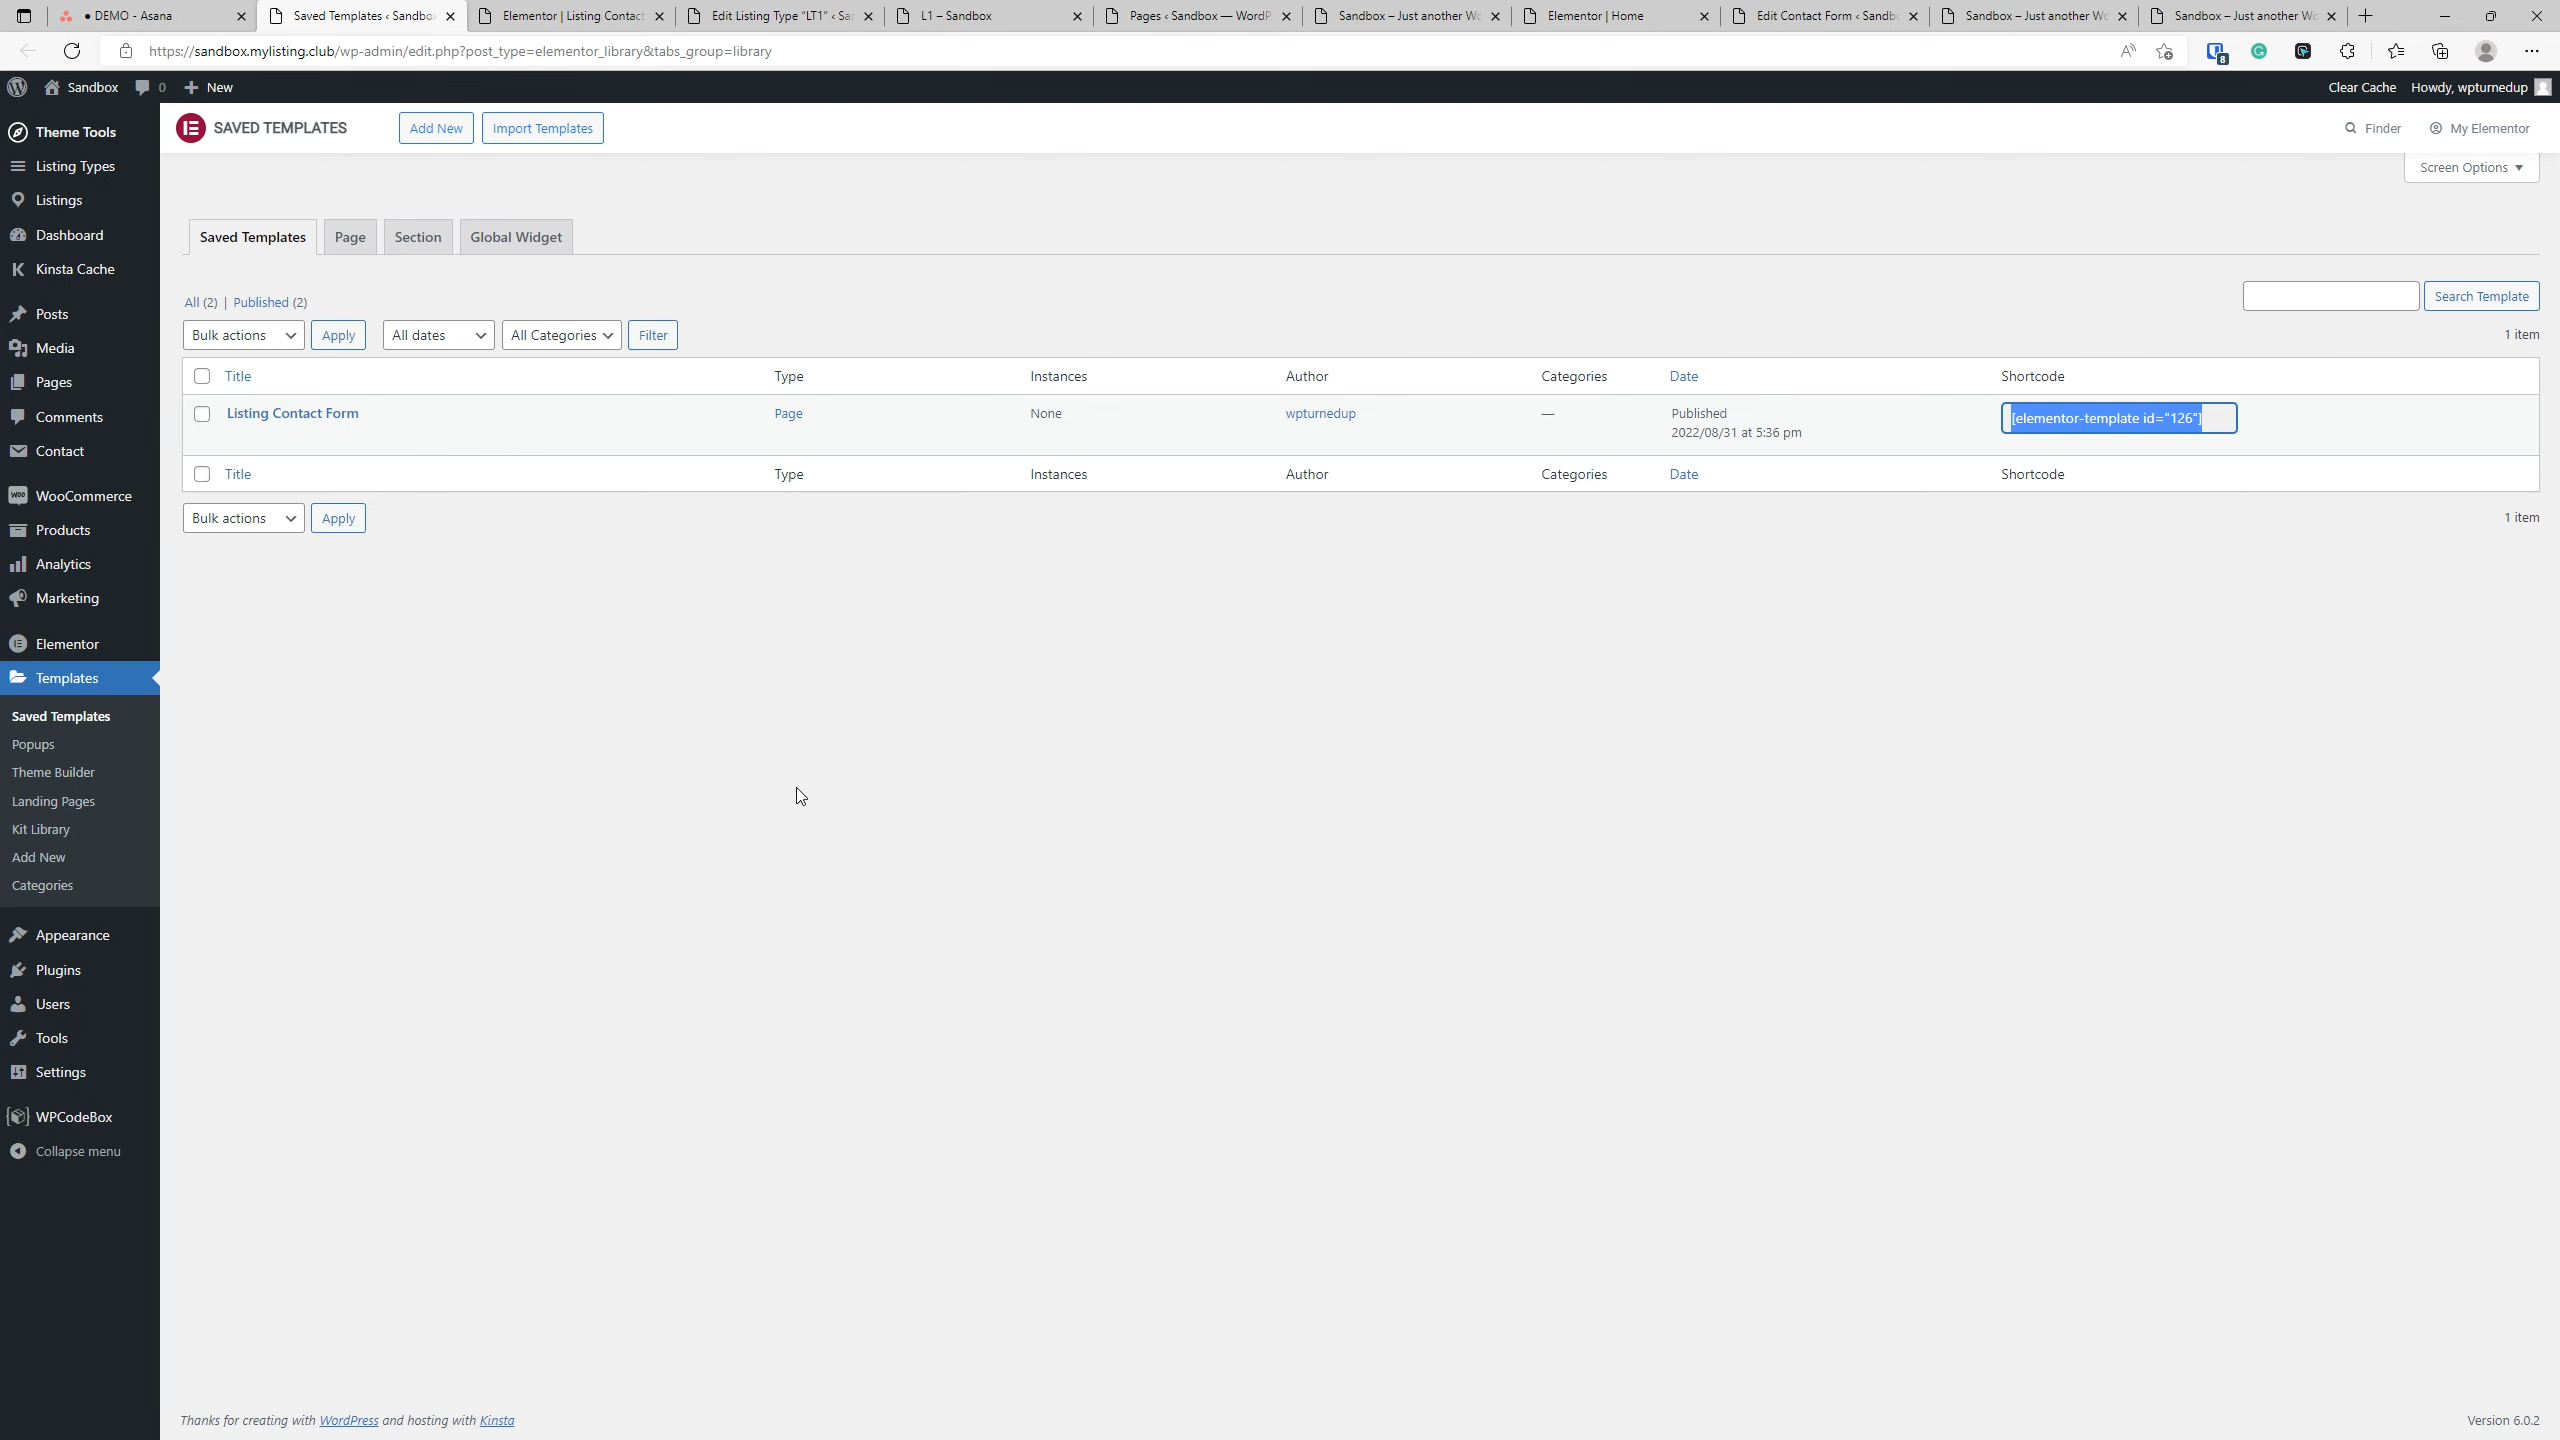 DEMO - Asana
Saved Templates ‹ Sandbo
Elementor | Listing Contact
Edit Listing Type "LT1" ‹ Sa
L1 – Sandbox
Pages ‹ Sandbox — WordP
Sandbox – Just another Wo
Elementor | Home
Edit Contact Form ‹ Sandb
Sandbox – Just another Wo
Sandbox – Just another Wo
https://sandbox.mylisting.club/wp-admin/edit.php?post_type=elementor_library&tabs_group=library
8
Sandbox 0 New
Clear Cache Howdy, wpturnedup
Theme Tools
Listing Types
Listings
Dashboard
Kinsta Cache
Posts
Media
Pages
Comments
Contact
WooCommerce
Products
Analytics
Marketing
Elementor
Templates
Saved Templates
Popups
Theme Builder
Landing Pages
Kit Library
Add New
Categories
Appearance
Plugins
Users
Tools
Settings
WPCodeBox
Collapse menu
SAVED TEMPLATES Add New Import Templates
Finder My Elementor
Screen Options
Saved Templates Page Section Global Widget
All (2) | Published (2)
Search Template
Bulk actions Apply All dates All Categories Filter
1 item
Title Type Instances Author Categories Date Shortcode
Listing Contact Form Page None wpturnedup — Published [elementor-template id="126"]
2022/08/31 at 5:36 pm
Title Type Instances Author Categories Date Shortcode
Bulk actions Apply
1 item
Thanks for creating with WordPress and hosting with Kinsta
Version 6.0.2